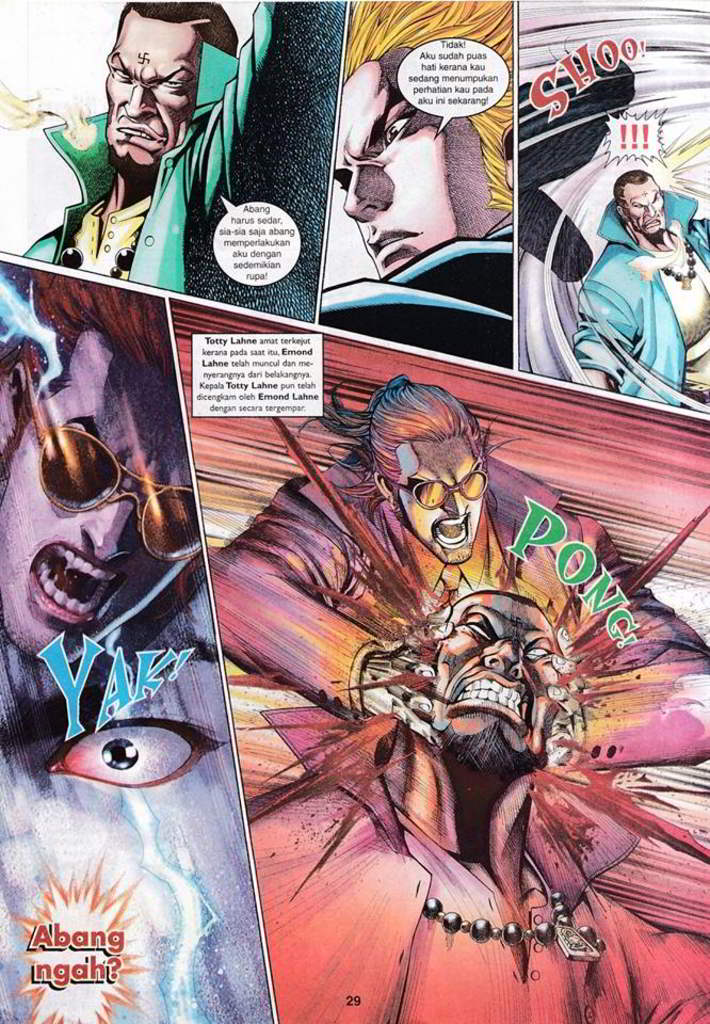 Abang
harus sedar,
sia-sia saja kau
memperlakukan
aku dengan
sedemikian
rupa!
Tidak!
Aku sudah puas
hati kerana kau
sedang menumpukan
perhatian kau pada
aku ini sekarang!
SHOO!
!!!
Totty Lahne amat terkejut
kerana pada saat itu, Emond
Lahne telah muncul dan me-
nyerangnya dari belakangnya.
Kepala Totty Lahne pun telah
dicengkam oleh Emond Lahne
dengan secara tergempar.
YAK!
PONG!
Abang
ngah?
29